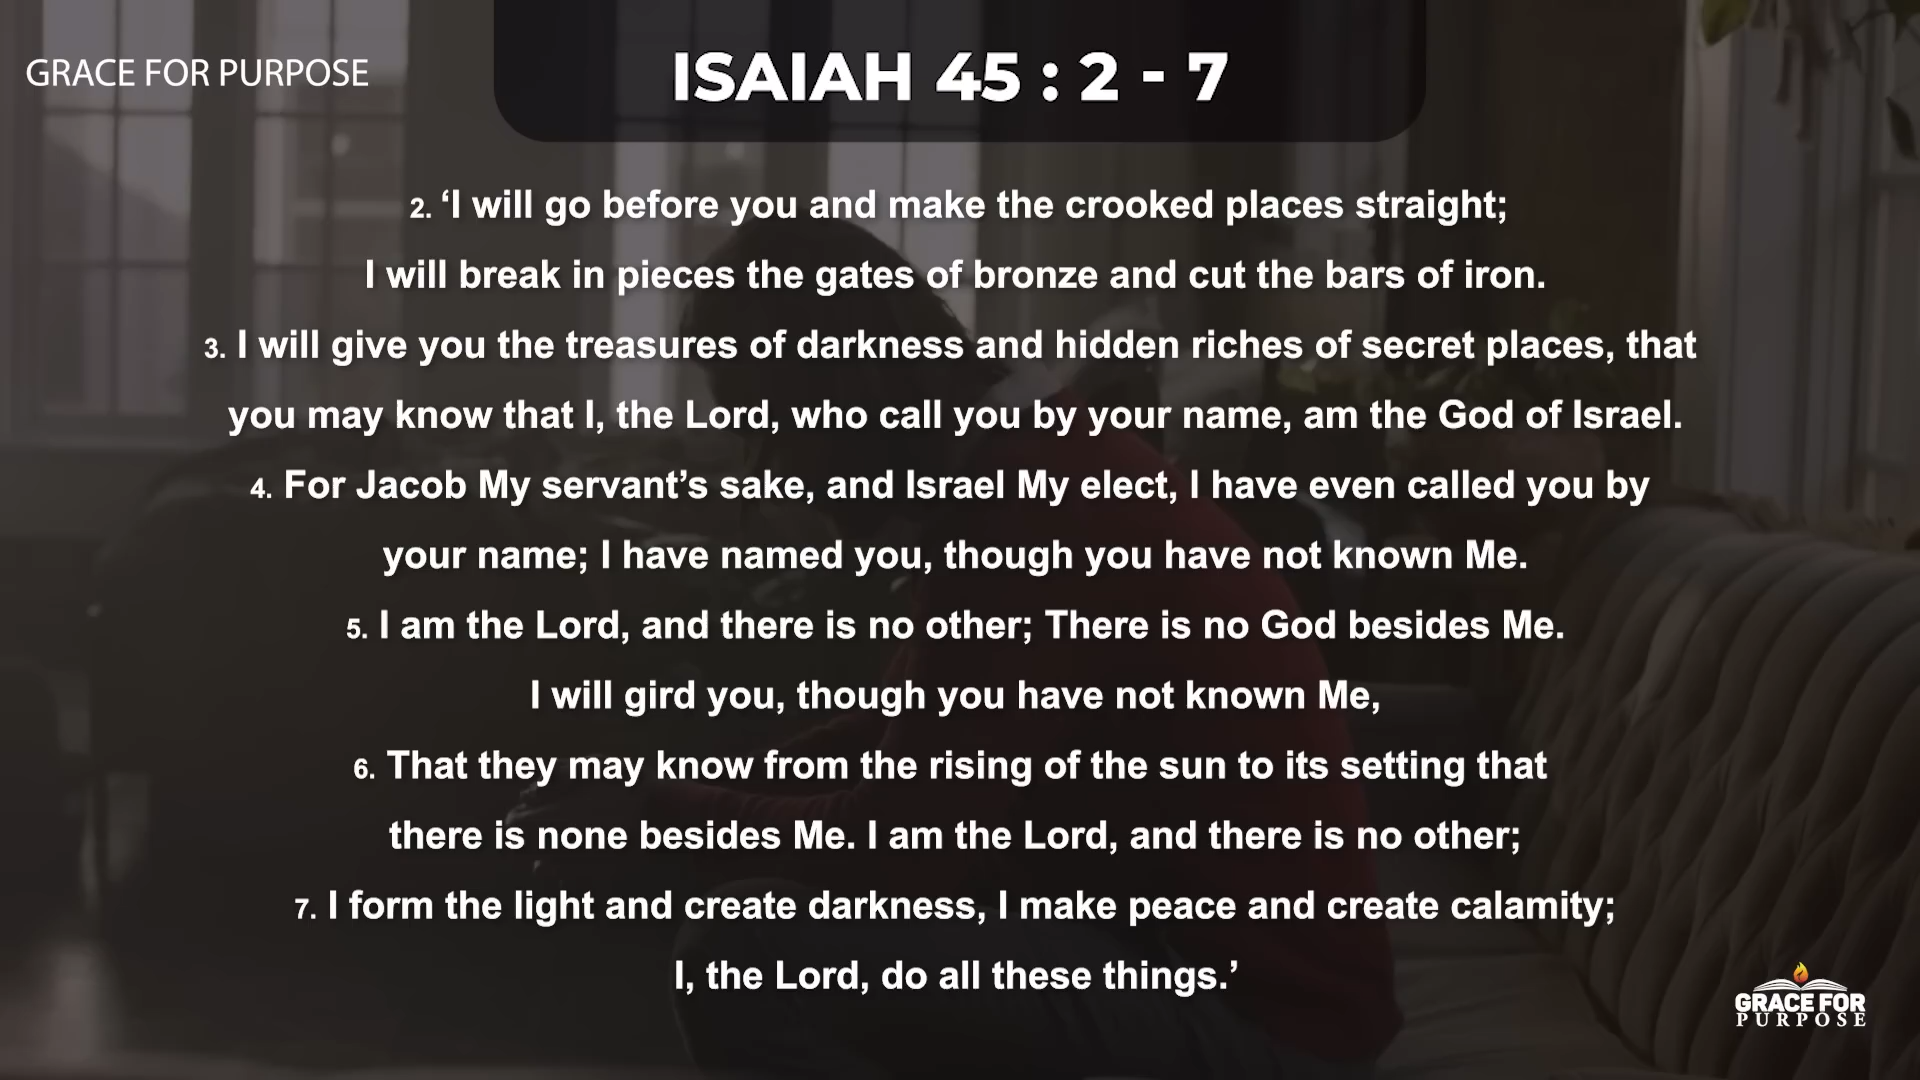 GRACE FOR PURPOSE
ISAIAH 45 : 2 - 7
2. ‘I will go before you and make the crooked places straight;
I will break in pieces the gates of bronze and cut the bars of iron.
3. I will give you the treasures of darkness and hidden riches of secret places, that
you may know that I, the Lord, who call you by your name, am the God of Israel.
4. For Jacob My servant’s sake, and Israel My elect, I have even called you by
your name; I have named you, though you have not known Me.
5. I am the Lord, and there is no other; There is no God besides Me.
I will gird you, though you have not known Me,
6. That they may know from the rising of the sun to its setting that
there is none besides Me. I am the Lord, and there is no other;
7. I form the light and create darkness, I make peace and create calamity;
I, the Lord, do all these things.’
GRACE FOR
PURPOSE